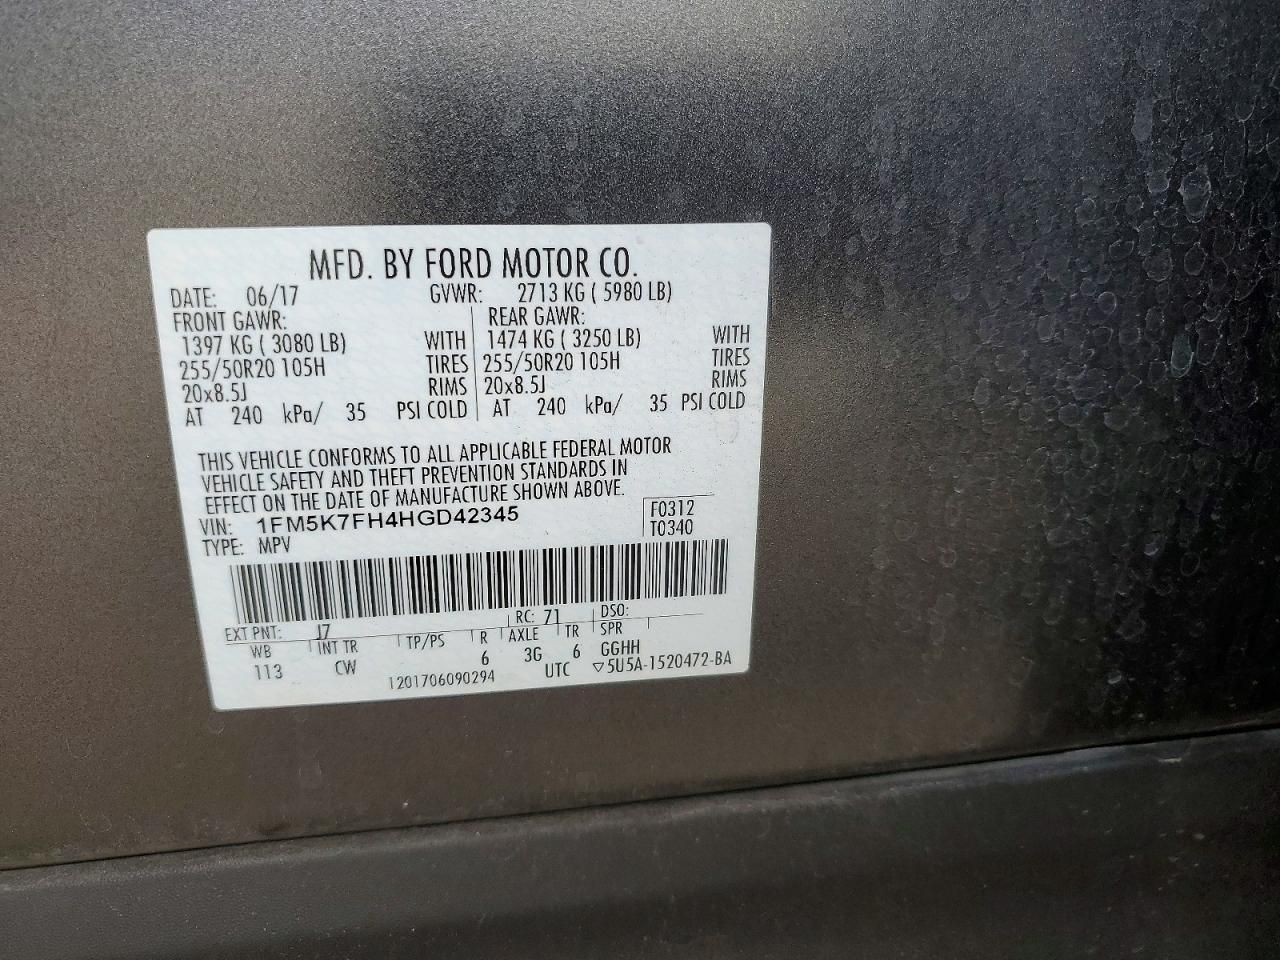 MFD. BY FORD MOTOR CO.
DATE: 06/17 GVWR: 2713 KG ( 5980 LB)
FRONT GAWR: REAR GAWR:
1397 KG ( 3080 LB) WITH 1474 KG ( 3250 LB) WITH
255/50R20 105H TIRES 255/50R20 105H TIRES
20x8.5J RIMS 20x8.5J RIMS
AT 240 kPa/ 35 PSI COLD AT 240 kPa/ 35 PSI COLD
THIS VEHICLE CONFORMS TO ALL APPLICABLE FEDERAL MOTOR
VEHICLE SAFETY AND THEFT PREVENTION STANDARDS IN
EFFECT ON THE DATE OF MANUFACTURE SHOWN ABOVE.
VIN: 1FM5K7FH4HGD42345 F0312
TYPE: MPV T0340
EXT PNT: J7 RC: 71 DSO:
WB INT TR TP/PS R AXLE TR SPR
113 CW 6 3G 6 GGHH
1201706090294 UTC ▽5U5A-1520472-BA